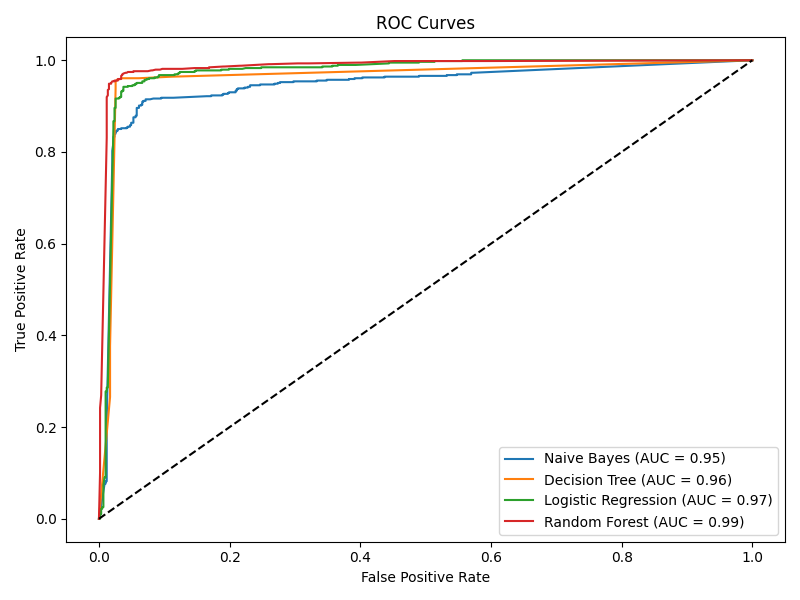 ROC Curves
True Positive Rate
1.0
0.8
0.6
0.4
0.2
0.0
Naive Bayes (AUC = 0.95)
Decision Tree (AUC = 0.96)
Logistic Regression (AUC = 0.97)
Random Forest (AUC = 0.99)
0.0 0.2 0.4 0.6 0.8 1.0
False Positive Rate